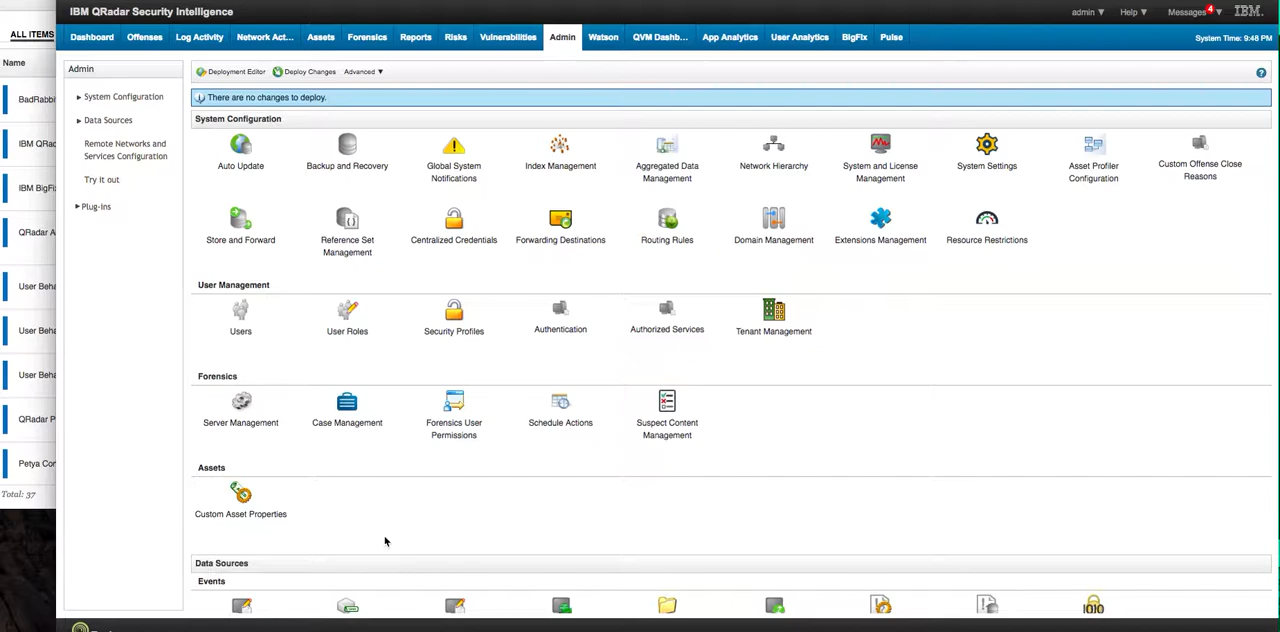 IBM QRadar Security Intelligence
admin ▼ Help ▼ Messages 4 ▼ IBM
Dashboard Offenses Log Activity Network Act... Assets Forensics Reports Risks Vulnerabilities Admin Watson QVM Dashb... App Analytics User Analytics BigFix Pulse System Time: 9:48 PM
ALL ITEMS
Name
BadRabbi
IBM QRad
IBM BigFi
QRadar A
User Beha
User Beha
User Beha
QRadar P
Petya Con
Total: 37
Admin
System Configuration
Data Sources
Remote Networks and
Services Configuration
Try it out
Plug-ins
Deployment Editor Deploy Changes Advanced ▼
There are no changes to deploy.
System Configuration
Auto Update
Backup and Recovery
Global System
Notifications
Index Management
Aggregated Data
Management
Network Hierarchy
System and License
Management
System Settings
Asset Profiler
Configuration
Custom Offense Close
Reasons
Store and Forward
Reference Set
Management
Centralized Credentials
Forwarding Destinations
Routing Rules
Domain Management
Extensions Management
Resource Restrictions
User Management
Users
User Roles
Security Profiles
Authentication
Authorized Services
Tenant Management
Forensics
Server Management
Case Management
Forensics User
Permissions
Schedule Actions
Suspect Content
Management
Assets
Custom Asset Properties
Data Sources
Events